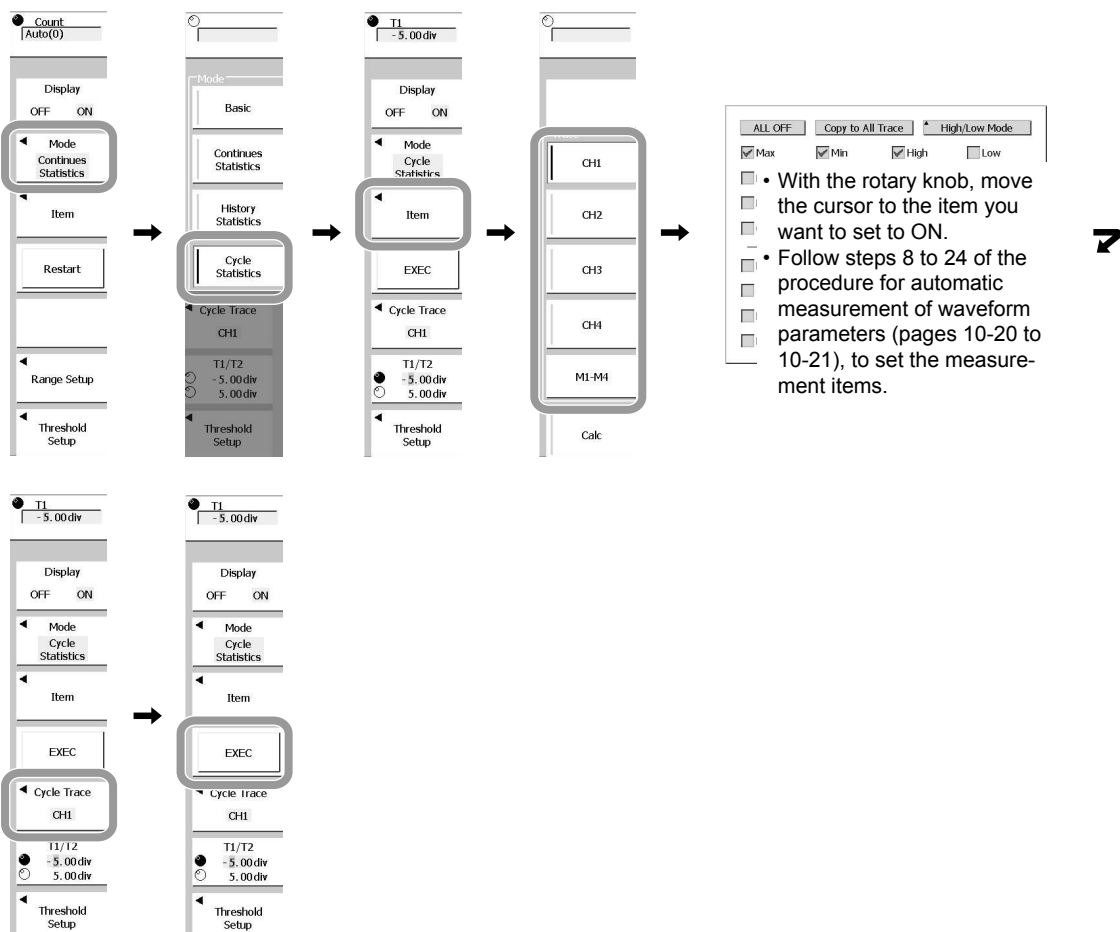 Count
Auto(0)
Display
OFF ON
Mode
Continues
Statistics
Item
Restart
Range Setup
Threshold
Setup
Mode
Basic
Continues
Statistics
History
Statistics
Cycle
Statistics
Cycle Trace
CH1
T1/T2
-5.00div
5.00div
Threshold
Setup
T1
-5.00div
Display
OFF ON
Mode
Cycle
Statistics
Item
EXEC
Cycle Trace
CH1
T1/T2
-5.00div
5.00div
Threshold
Setup
CH1
CH2
CH3
CH4
M1-M4
Calc
ALL OFF Copy to All Trace High/Low Mode
Max Min High Low
• With the rotary knob, move
the cursor to the item you
want to set to ON.
• Follow steps 8 to 24 of the
procedure for automatic
measurement of waveform
parameters (pages 10-20 to
10-21), to set the measure-
ment items.
T1
-5.00div
Display
OFF ON
Mode
Cycle
Statistics
Item
EXEC
Cycle Trace
CH1
T1/T2
-5.00div
5.00div
Threshold
Setup
T1
-5.00div
Display
OFF ON
Mode
Cycle
Statistics
Item
EXEC
Cycle Trace
CH1
T1/T2
-5.00div
5.00div
Threshold
Setup